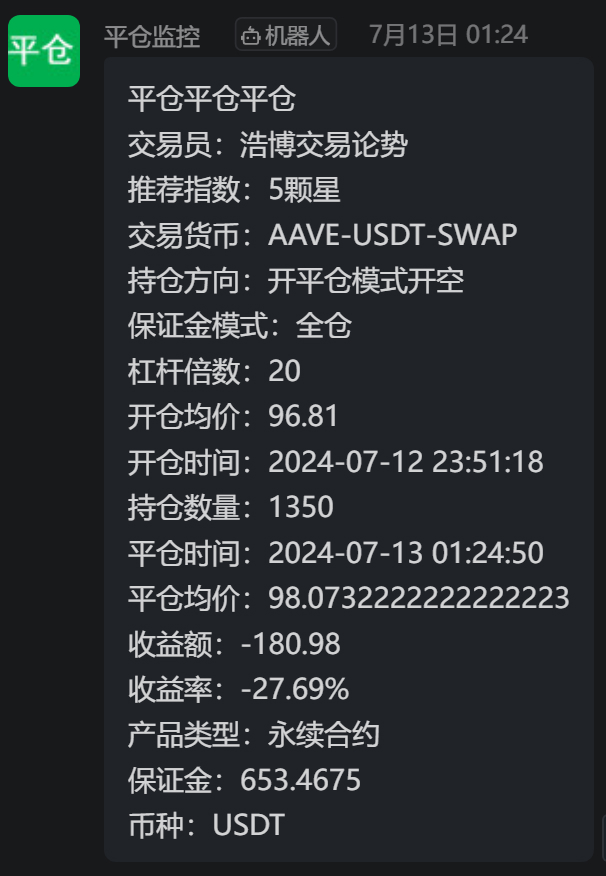 平仓
平仓监控 机器人 7月13日 01:24
平仓平仓平仓
交易员：浩博交易论势
推荐指数：5颗星
交易货币：AAVE-USDT-SWAP
持仓方向：开平仓模式开空
保证金模式：全仓
杠杆倍数：20
开仓均价：96.81
开仓时间：2024-07-12 23:51:18
持仓数量：1350
平仓时间：2024-07-13 01:24:50
平仓均价：98.0732222222222223
收益额：-180.98
收益率：-27.69%
产品类型：永续合约
保证金：653.4675
币种：USDT